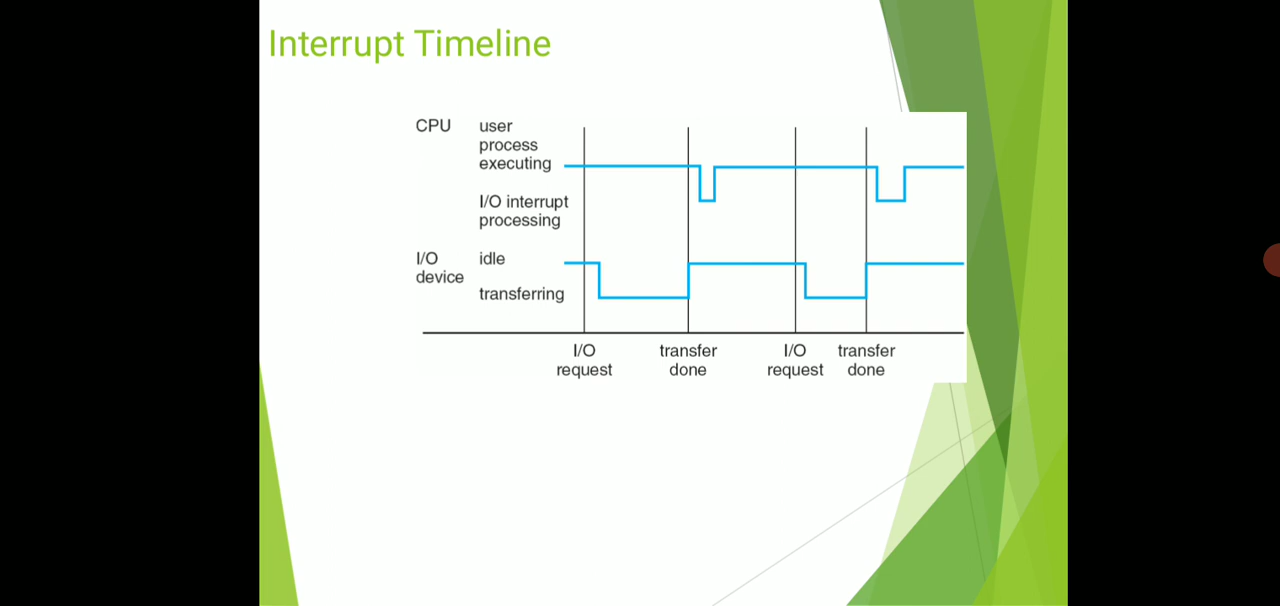 Interrupt Timeline
CPU
user
process
executing
I/O interrupt
processing
I/O
device
idle
transferring
I/O
request
transfer
done
I/O
request
transfer
done